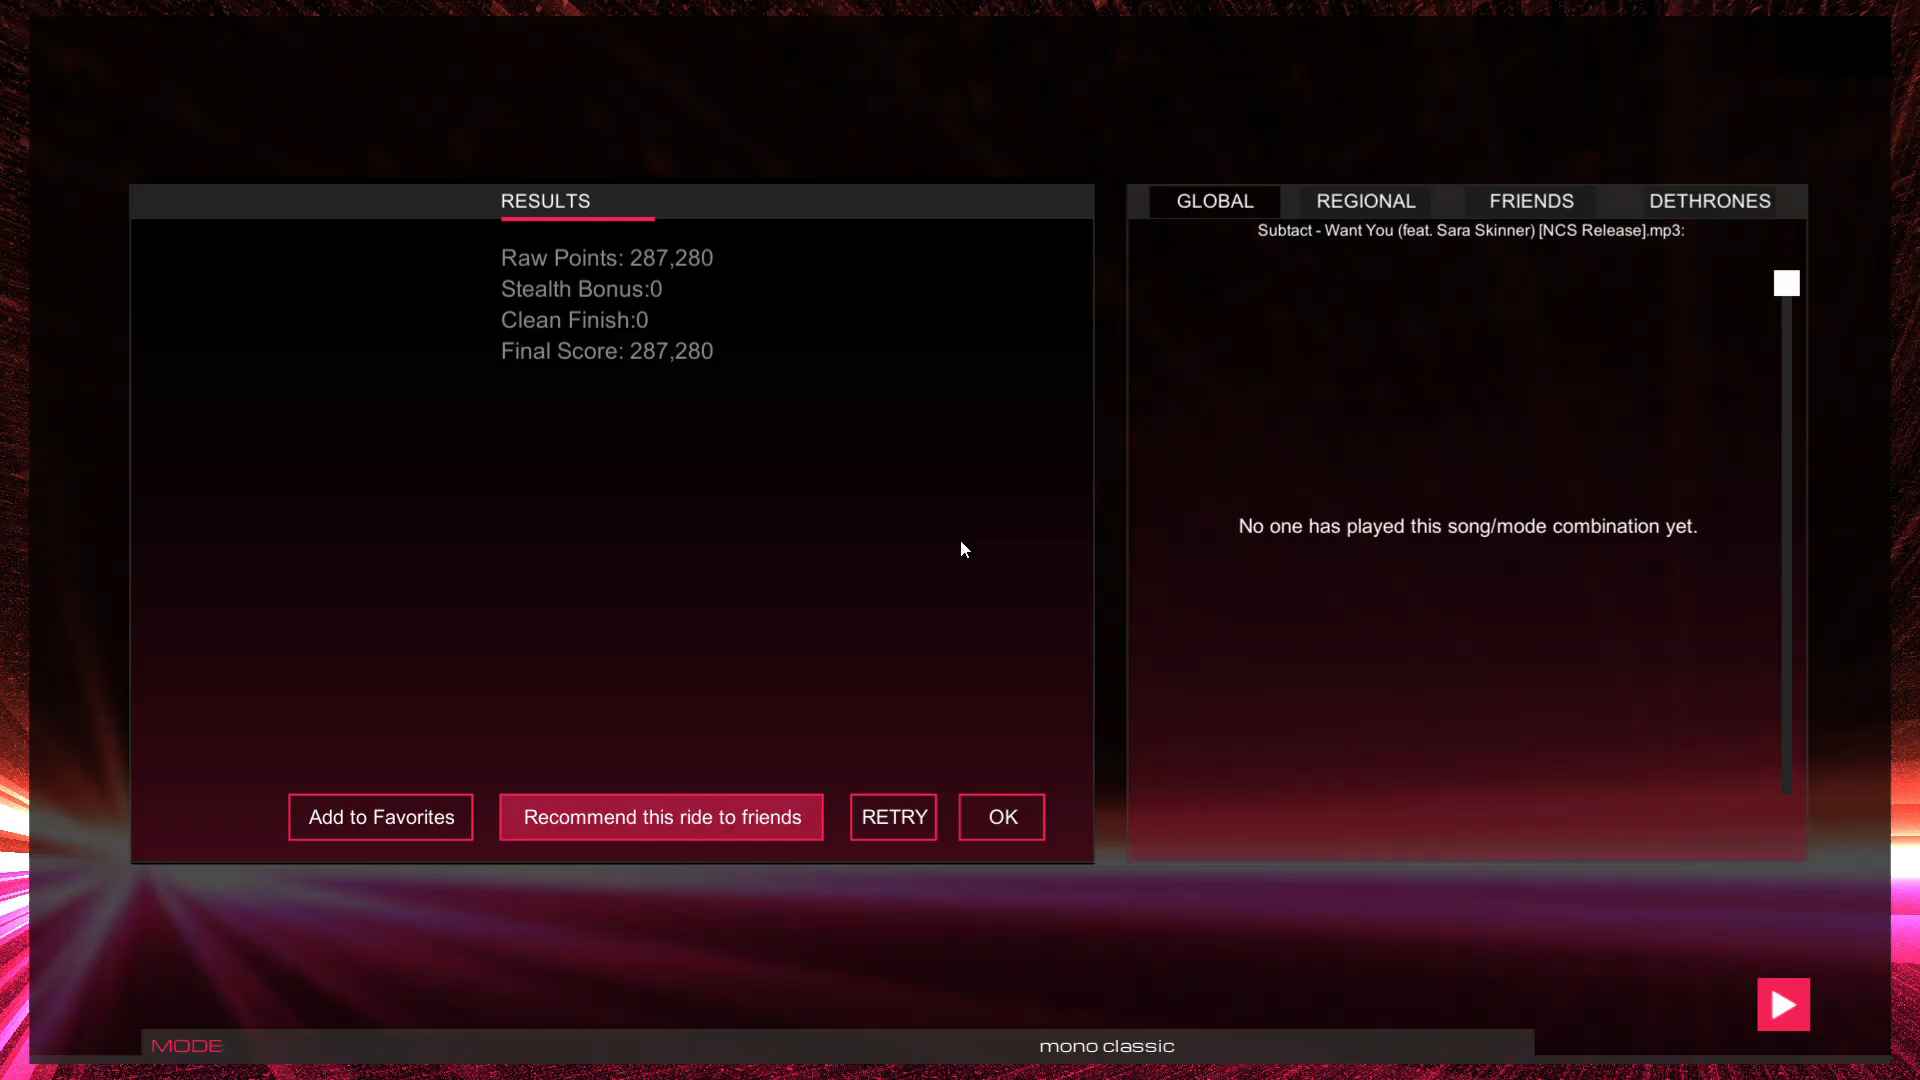 RESULTS
Raw Points: 287,280
Stealth Bonus:0
Clean Finish:0
Final Score: 287,280
Add to Favorites
Recommend this ride to friends
RETRY
OK
GLOBAL REGIONAL FRIENDS DETHRONES
Subtact - Want You (feat. Sara Skinner) [NCS Release].mp3:
No one has played this song/mode combination yet.
MODE: mono classic